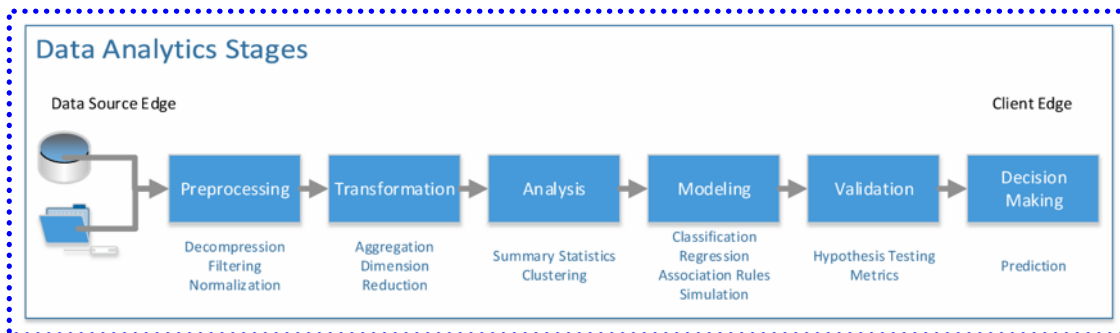 Data Analytics Stages
Data Source Edge
Client Edge
Preprocessing
Transformation
Analysis
Modeling
Validation
Decision
Making
Decompression
Filtering
Normalization
Aggregation
Dimension
Reduction
Summary Statistics
Clustering
Classification
Regression
Association Rules
Simulation
Hypothesis Testing
Metrics
Prediction